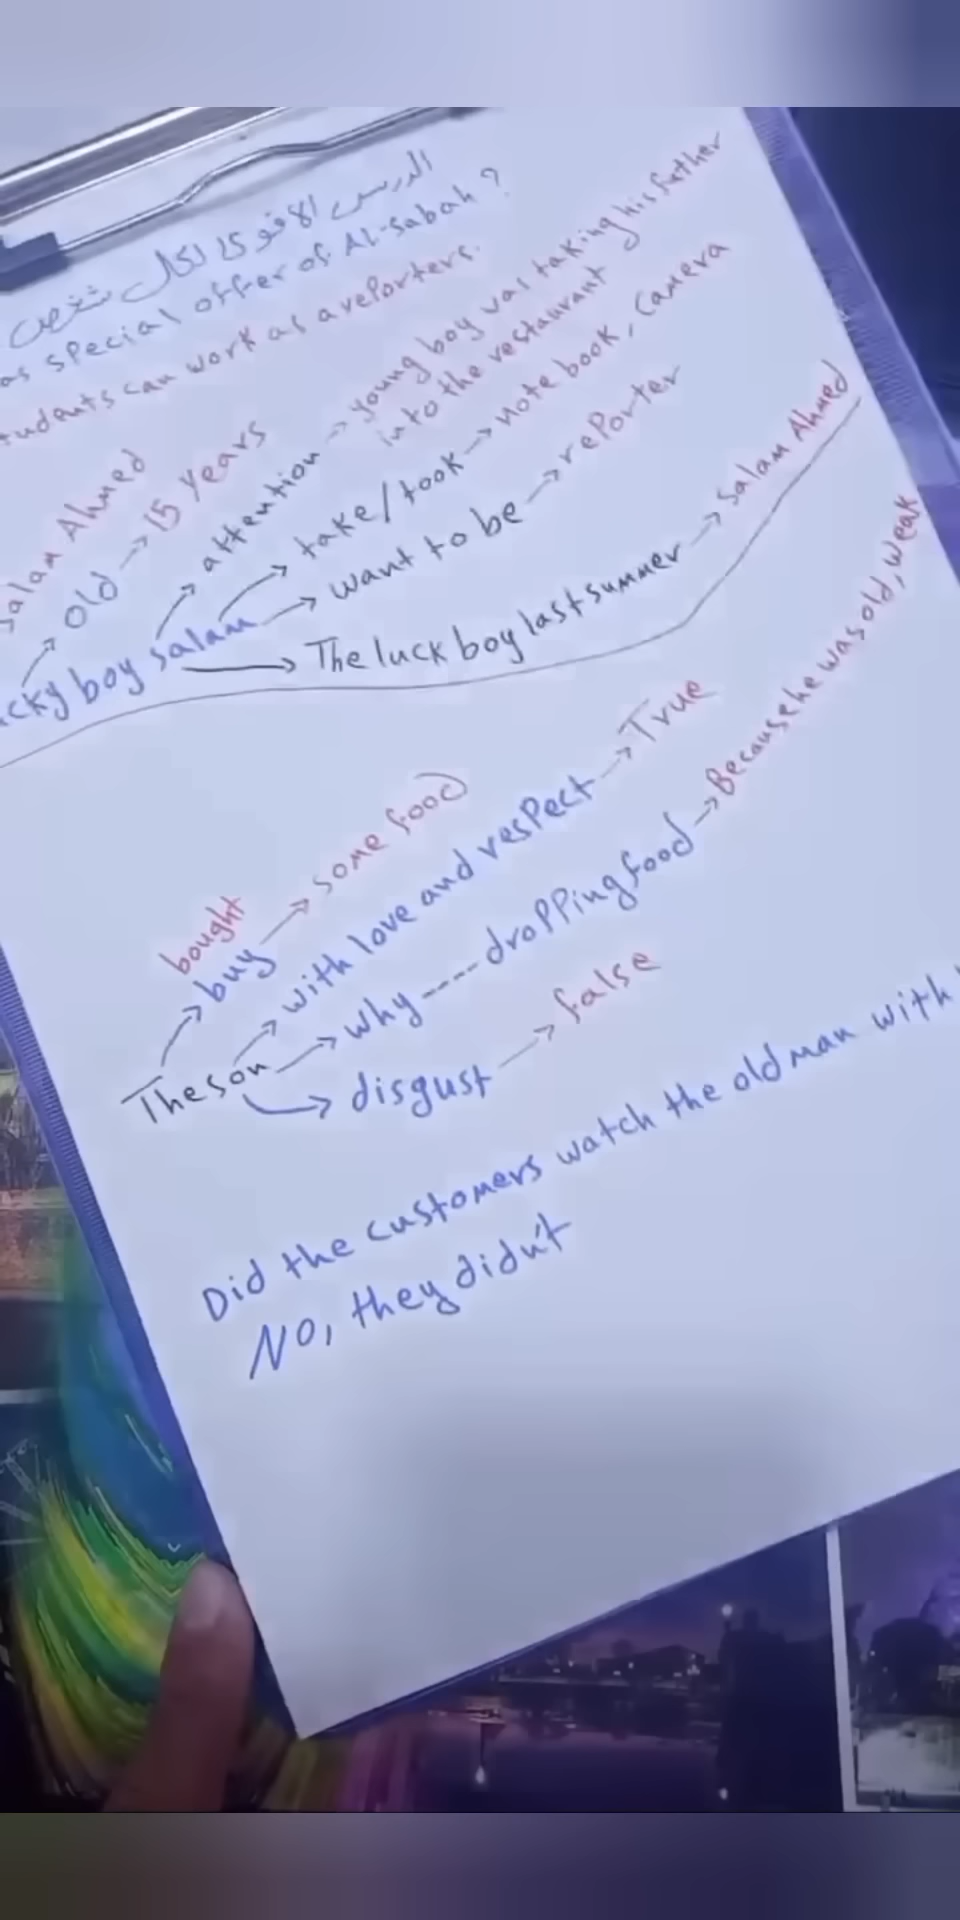 الدرس الاقوى لكل شخص
as special offer of Al-Sabah ?
tudents can work as a reporters.
Salam Ahmed
Old → 15 years
attention → young boy was taking his father
into the restaurant
take/took → note book, camera
want to be → reporter
ucky boy salam
The luck boy last summer → Salam Ahmed
bought
buy → some food
with love and respect → True
why ---- dropping food → Because he was old, weak
The son
disgust → false
Did the customers watch the old man with
No, they didn't